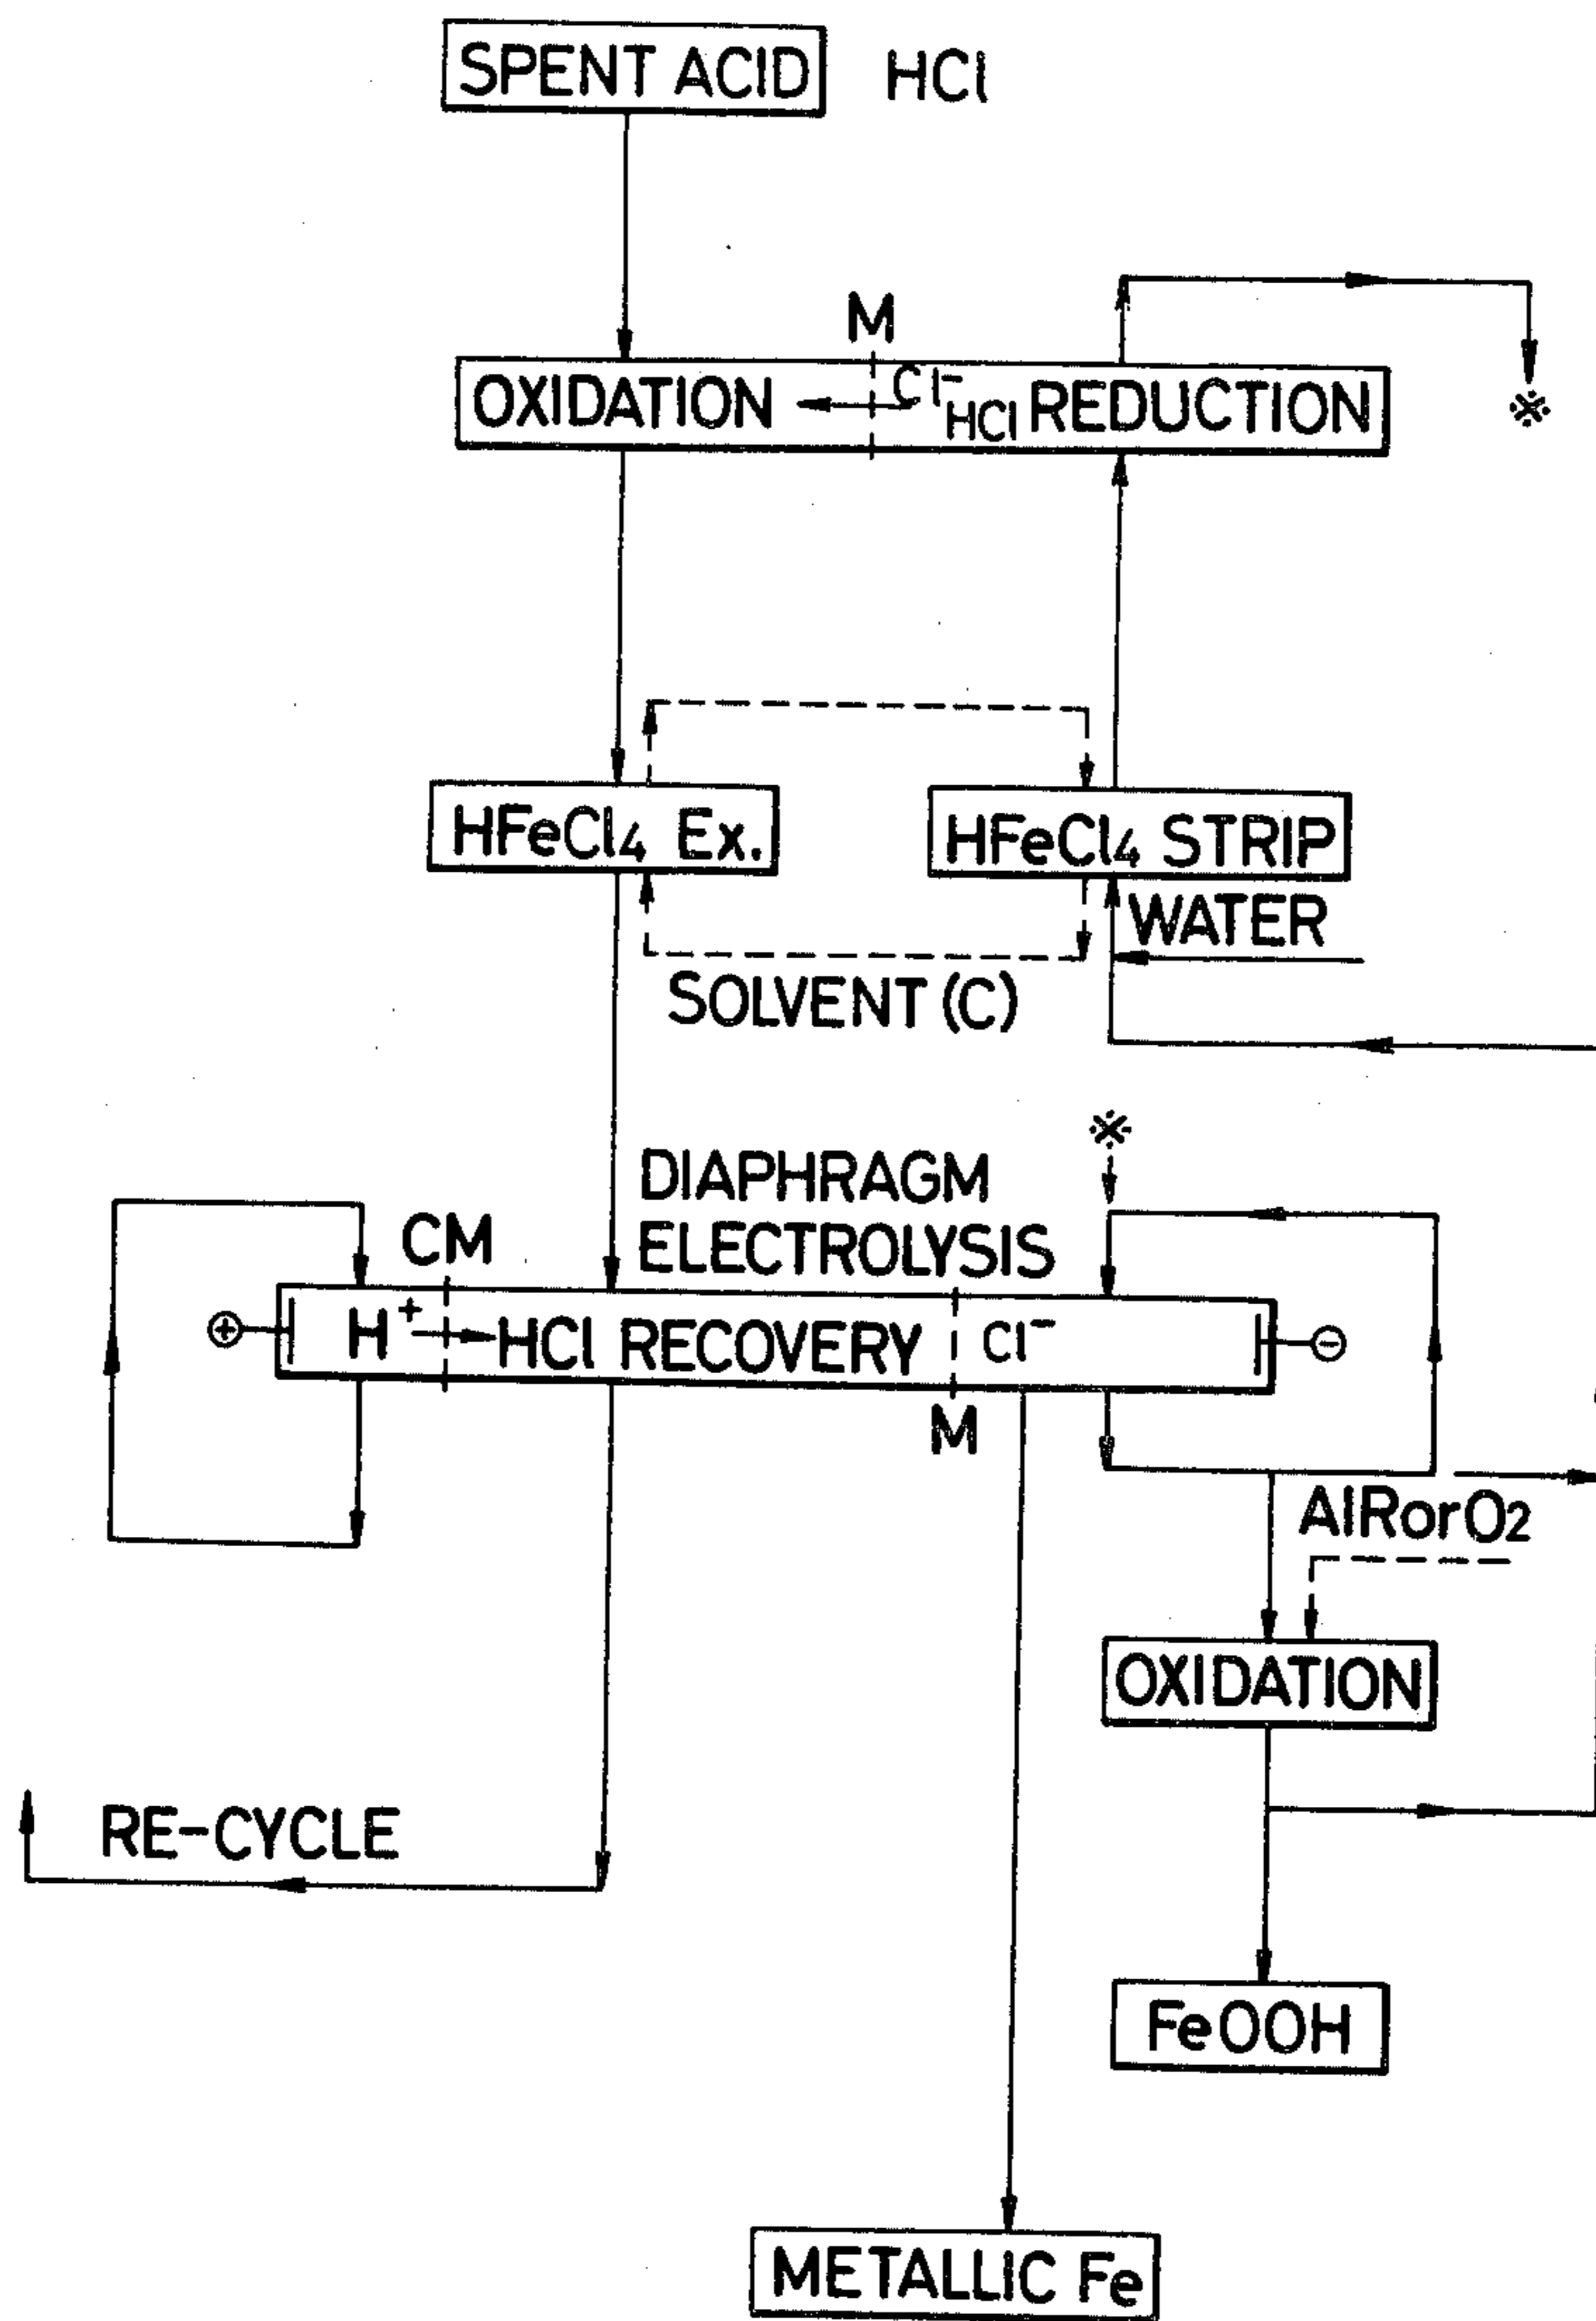 SPENT ACID HCl
M
OXIDATION Cl⁻ HCl REDUCTION
※
HFeCl4 Ex. HFeCl4 STRIP
WATER
SOLVENT (C)
※
DIAPHRAGM
ELECTROLYSIS
CM
⊕ H⁺ HCl RECOVERY Cl⁻ ⊖
M
AIRorO2
OXIDATION
RE-CYCLE
FeOOH
METALLIC Fe